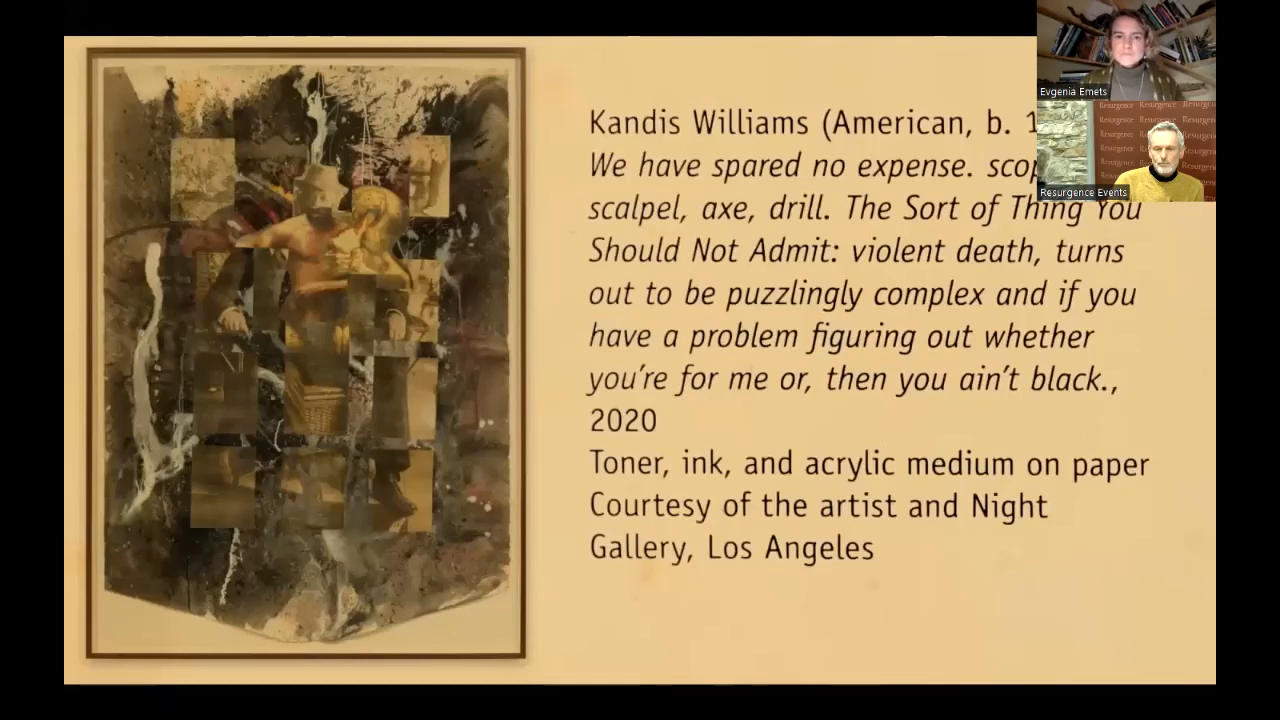 Kandis Williams (American, b. 1
We have spared no expense.
scalpel, axe, drill. The Sort of Thing You
Should Not Admit: violent death, turns
out to be puzzlingly complex and if you
have a problem figuring out whether
you're for me or, then you ain't black.,
2020
Toner, ink, and acrylic medium on paper
Courtesy of the artist and Night
Gallery, Los Angeles
Evgenia Emets
Resurgence Resurgence Resurgence
Resurgence Events